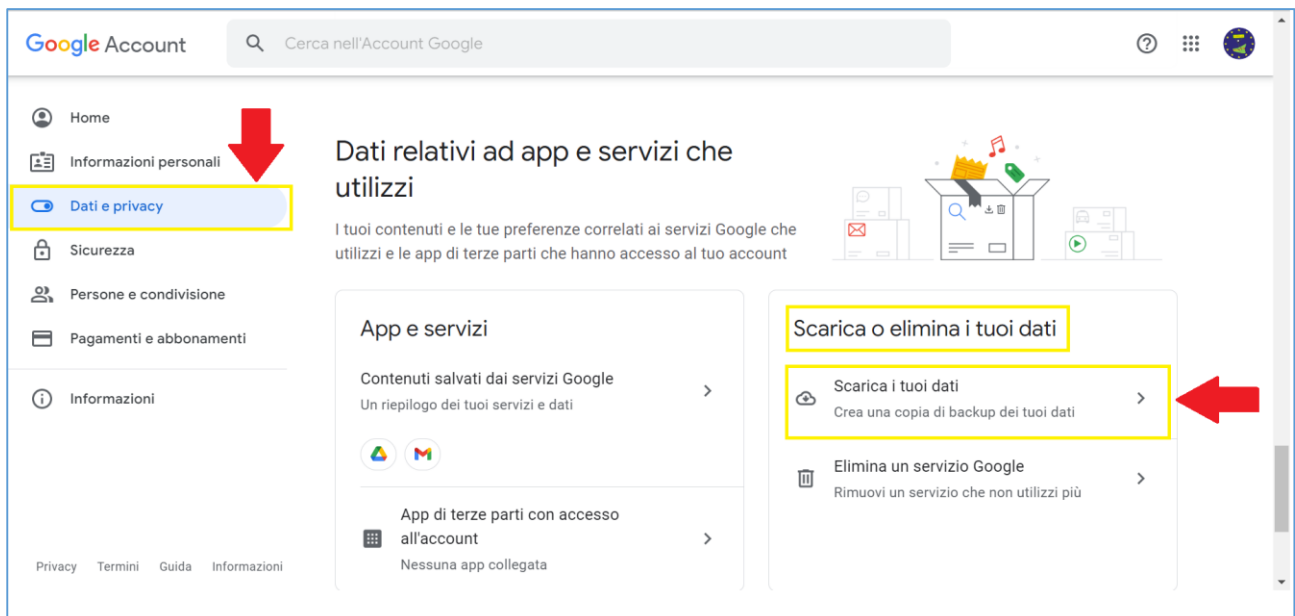 Google Account
Cerca nell'Account Google
Home
Informazioni personali
Dati e privacy
Sicurezza
Persone e condivisione
Pagamenti e abbonamenti
Informazioni
Privacy Termini Guida Informazioni
Dati relativi ad app e servizi che
utilizzi
I tuoi contenuti e le tue preferenze correlati ai servizi Google che
utilizzi e le app di terze parti che hanno accesso al tuo account
App e servizi
Contenuti salvati dai servizi Google
Un riepilogo dei tuoi servizi e dati
App di terze parti con accesso
all'account
Nessuna app collegata
Scarica o elimina i tuoi dati
Scarica i tuoi dati
Crea una copia di backup dei tuoi dati
Elimina un servizio Google
Rimuovi un servizio che non utilizzi più